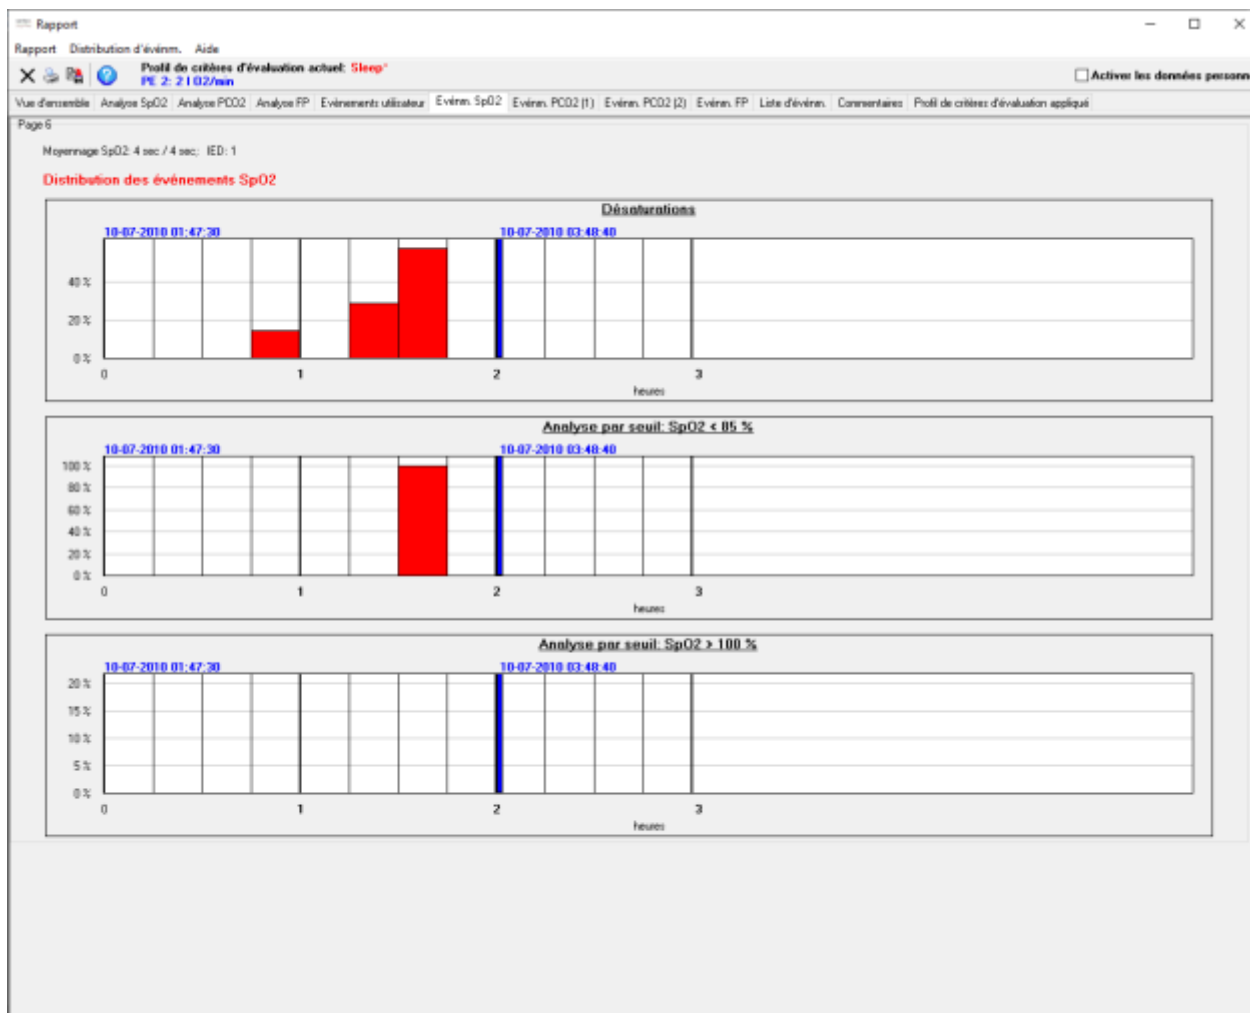 Rapport
Rapport Distribution d'événm. Aide
Profil de critères d'évaluation actuel: Sleep*
PE 2: 2 l O2/min
Activer les données personn
Vue d'ensemble Analyse SpO2 Analyse PCO2 Analyse FP Evénements utilisateur Evénm. SpO2 Evénm. PCO2 (1) Evénm. PCO2 (2) Evénm. FP Liste d'événm. Commentaires Profil de critères d'évaluation appliqué
Page 6
Moyennage SpO2: 4 sec / 4 sec; IED: 1
Distribution des événements SpO2
Désaturations
10-07-2010 01:47:30 10-07-2010 03:48:40
40 %
20 %
0 %
0 1 2 3
heures
Analyse par seuil: SpO2 < 85 %
10-07-2010 01:47:30 10-07-2010 03:48:40
100 %
80 %
60 %
40 %
20 %
0 %
0 1 2 3
heures
Analyse par seuil: SpO2 > 100 %
10-07-2010 01:47:30 10-07-2010 03:48:40
20 %
15 %
10 %
5 %
0 %
0 1 2 3
heures